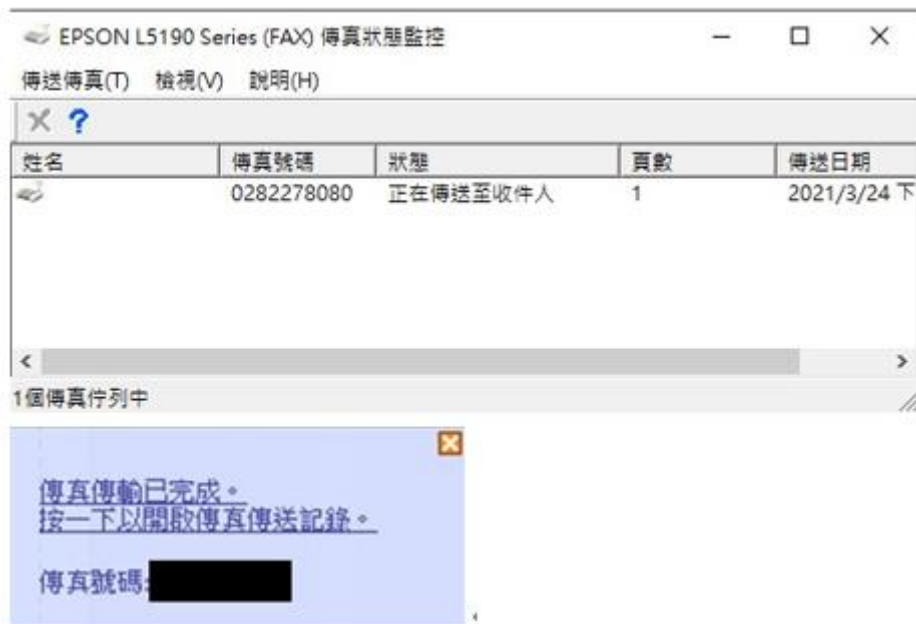 EPSON L5190 Series (FAX) 傳真狀態監控
傳送傳真(T) 檢視(V) 說明(H)
姓名 傳真號碼 狀態 頁數 傳送日期
0282278080 正在傳送至收件人 1 2021/3/24 下
1個傳真佇列中
傳真傳輸已完成。
按一下以開啟傳真傳送記錄。
傳真號碼: